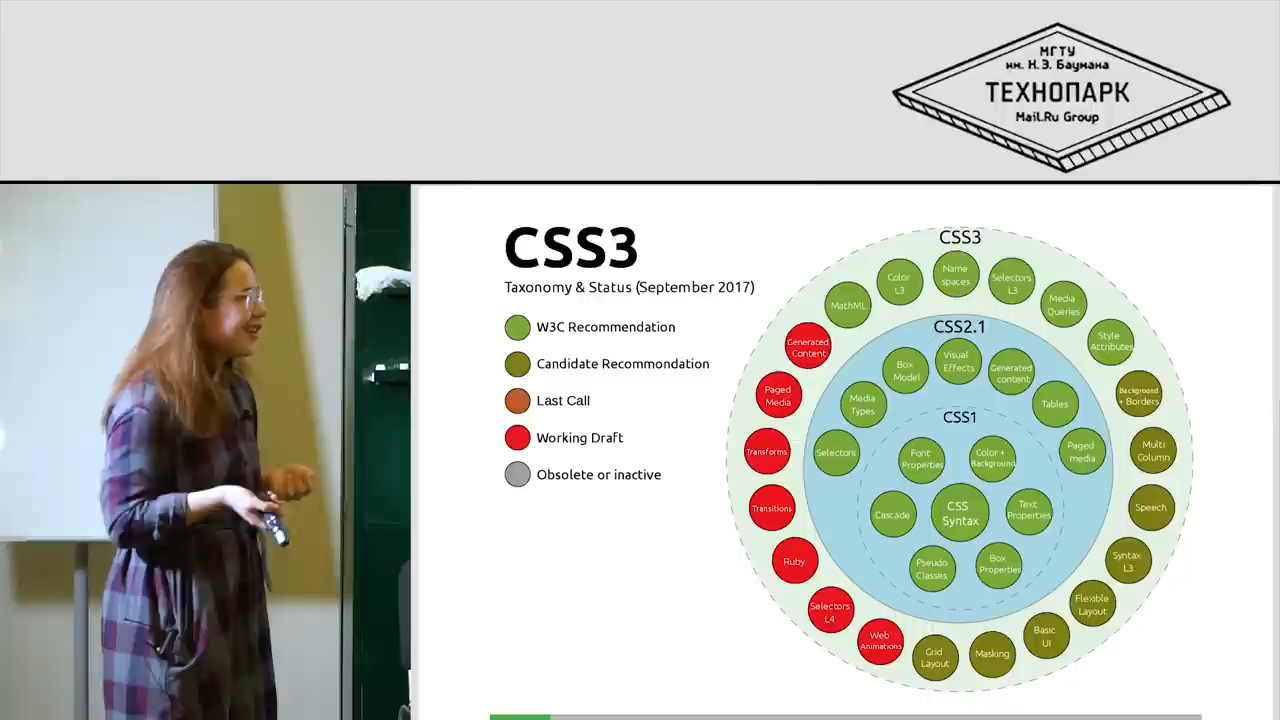 МГТУ
им. Н.Э. Баумана
ТЕХНОПАРК
Mail.Ru Group
CSS3
Taxonomy & Status (September 2017)
W3C Recommendation
Candidate Recommondation
Last Call
Working Draft
Obsolete or inactive
CSS3
Name
spaces
Color
L3
Selectors
L3
MathML
Media
Queries
Generated
Content
Style
Attributes
Paged
Media
Background
+ Borders
Transforms
Multi
Column
Transitions
Speech
Ruby
Syntax
L3
Selectors
L4
Flexible
Layout
Web
Animations
Basic
UI
Grid
Layout
Masking
CSS2.1
Visual
Effects
Box
Model
Generated
content
Media
Types
Tables
Selectors
Paged
media
CSS1
Font
Properties
Color +
Background
Cascade
CSS
Syntax
Text
Properties
Pseudo
Classes
Box
Properties